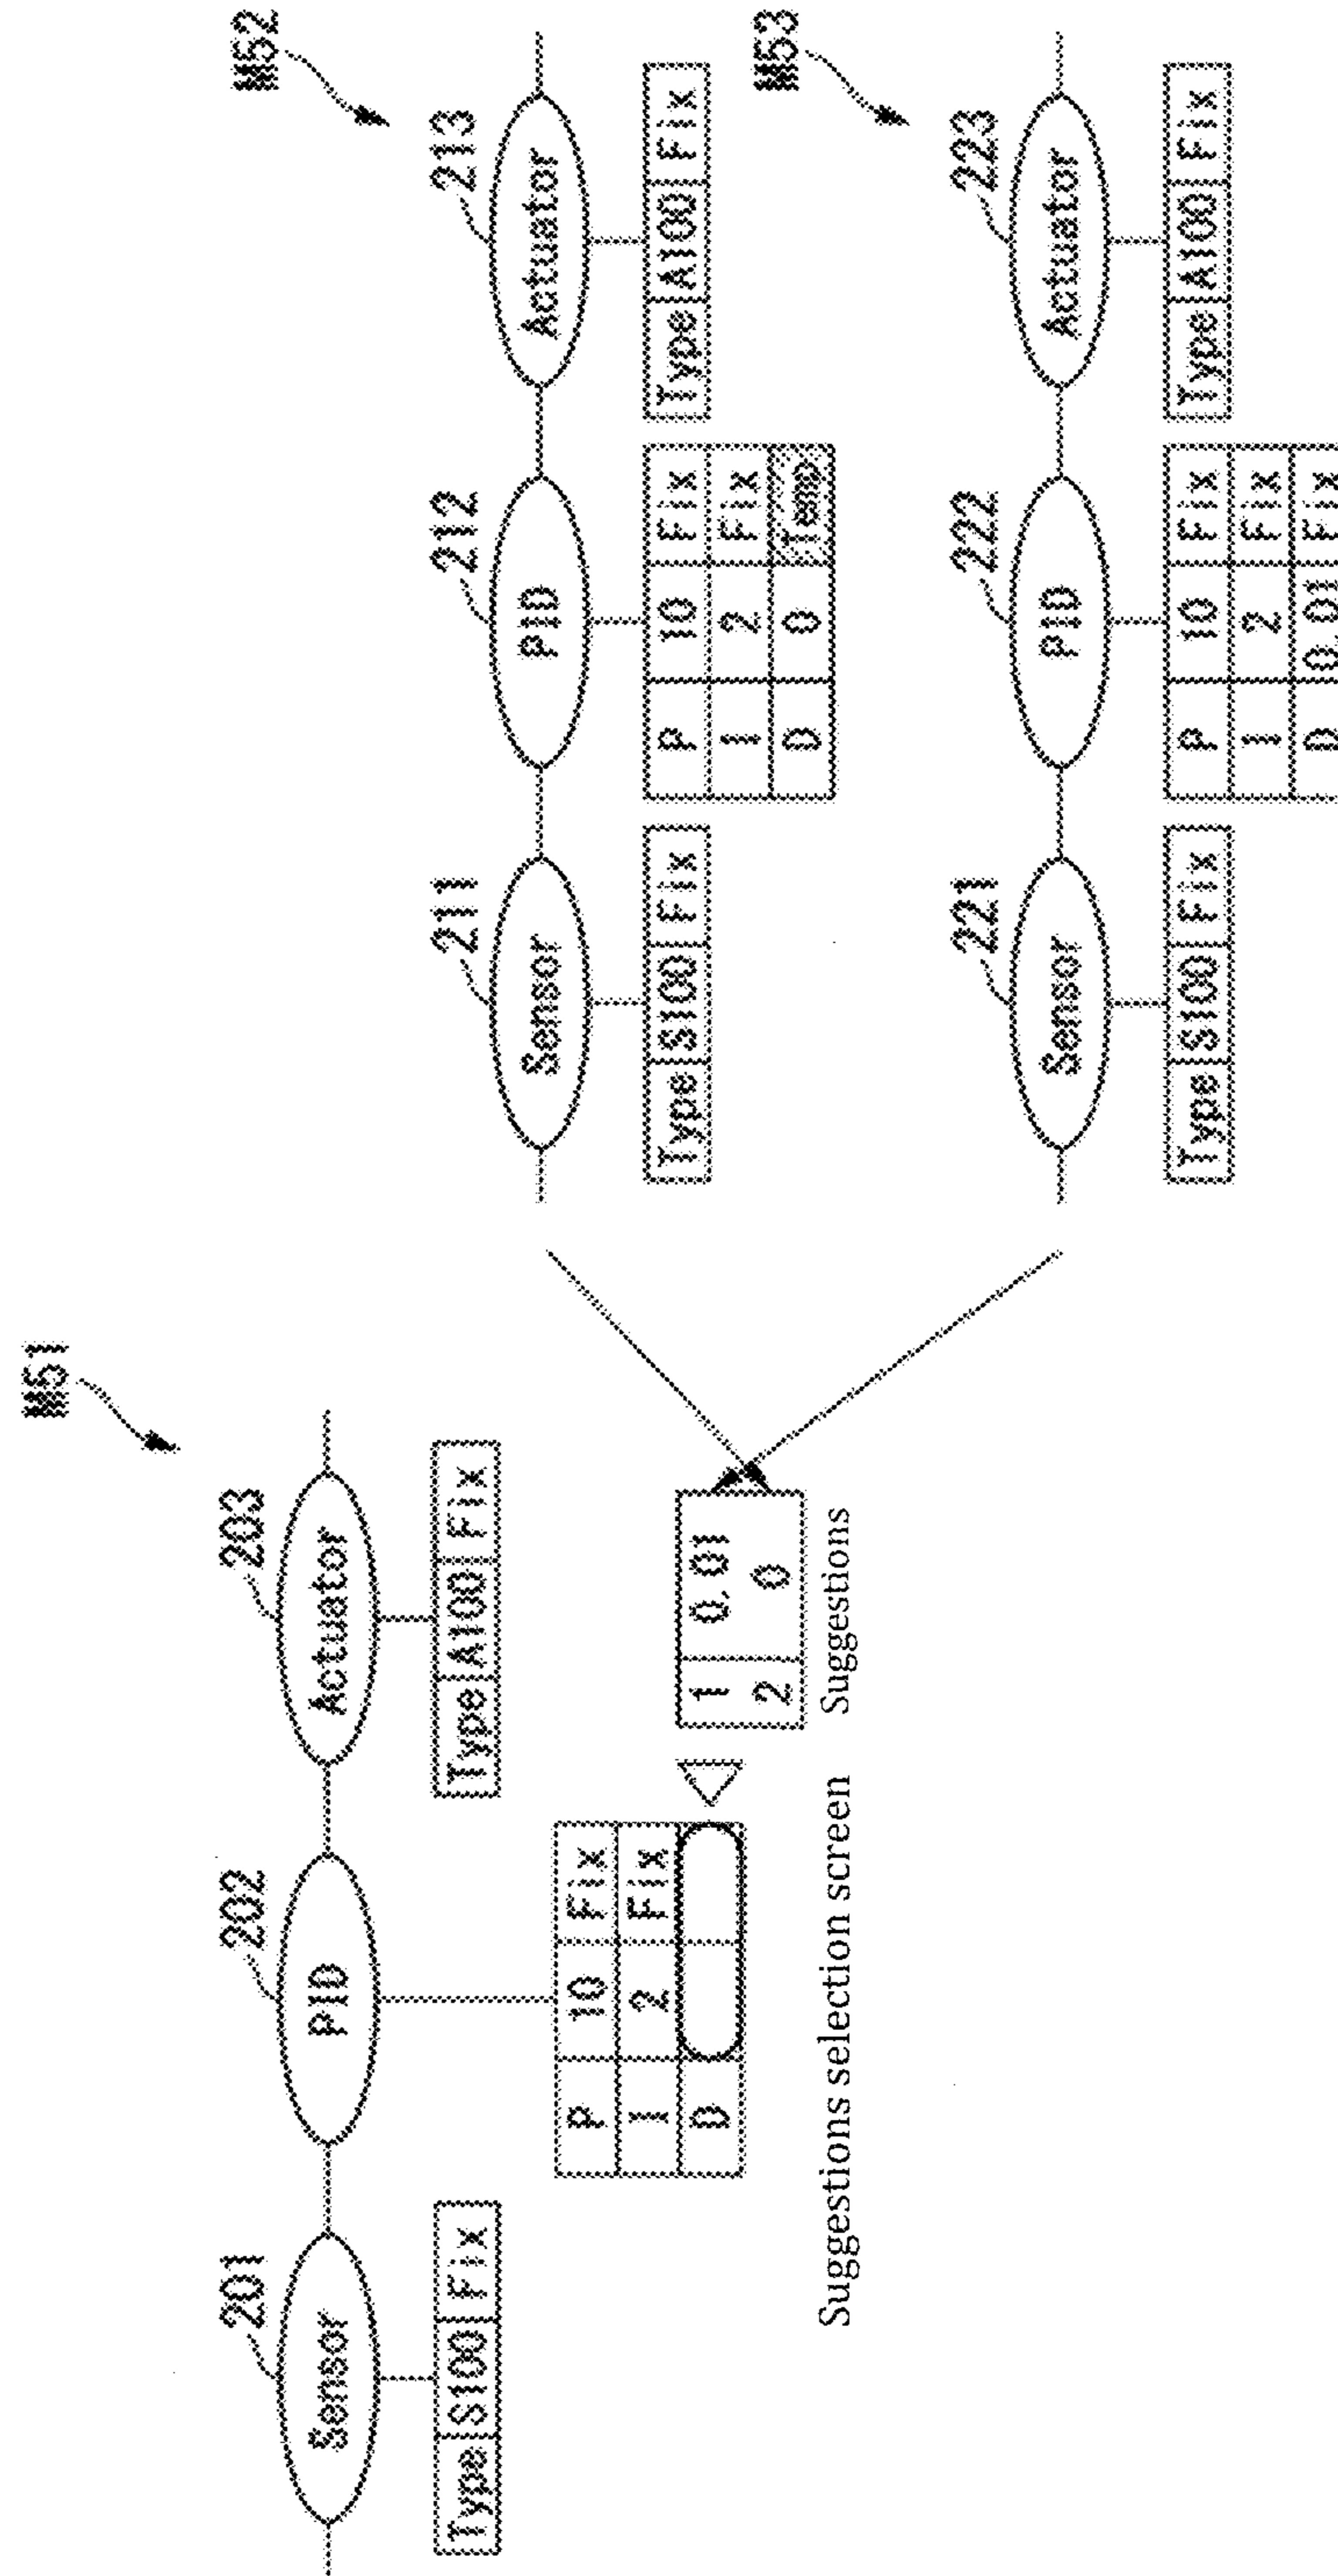 M51
201 202 203
Sensor PID Actuator
Type S100 Fix
P 10 Fix
I 2 Fix
D
Type A100 Fix
1 0.01
2 0
Suggestions selection screen
Suggestions
M52
211 212 213
Sensor PID Actuator
Type S100 Fix
P 10 Fix
I 2 Fix
D 0 Temp
Type A100 Fix
M53
221 222 223
Sensor PID Actuator
Type S100 Fix
P 10 Fix
I 2 Fix
D 0.01 Fix
Type A100 Fix